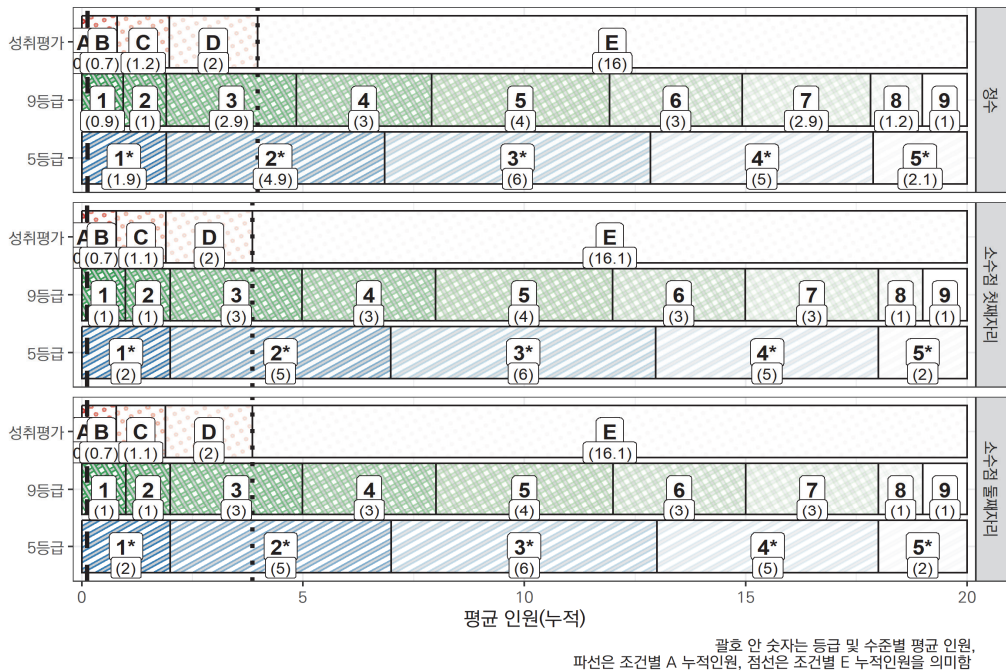 성취평가
A B C D E
0 (0.7) (1.2) (2) (16)
9등급
1 2 3 4 5 6 7 8 9
(0.9) (1) (2.9) (3) (4) (3) (2.9) (1.2) (1)
5등급
1* 2* 3* 4* 5*
(1.9) (4.9) (6) (5) (2.1)
정수
성취평가
A B C D E
0 (0.7) (1.1) (2) (16.1)
9등급
1 2 3 4 5 6 7 8 9
(1) (1) (3) (3) (4) (3) (3) (1) (1)
5등급
1* 2* 3* 4* 5*
(2) (5) (6) (5) (2)
소수점 첫째자리
성취평가
A B C D E
0 (0.7) (1.1) (2) (16.1)
9등급
1 2 3 4 5 6 7 8 9
(1) (1) (3) (3) (4) (3) (3) (1) (1)
5등급
1* 2* 3* 4* 5*
(2) (5) (6) (5) (2)
소수점 둘째자리
0 5 10 15 20
평균 인원(누적)
괄호 안 숫자는 등급 및 수준별 평균 인원,
파선은 조건별 A 누적인원, 점선은 조건별 E 누적인원을 의미함